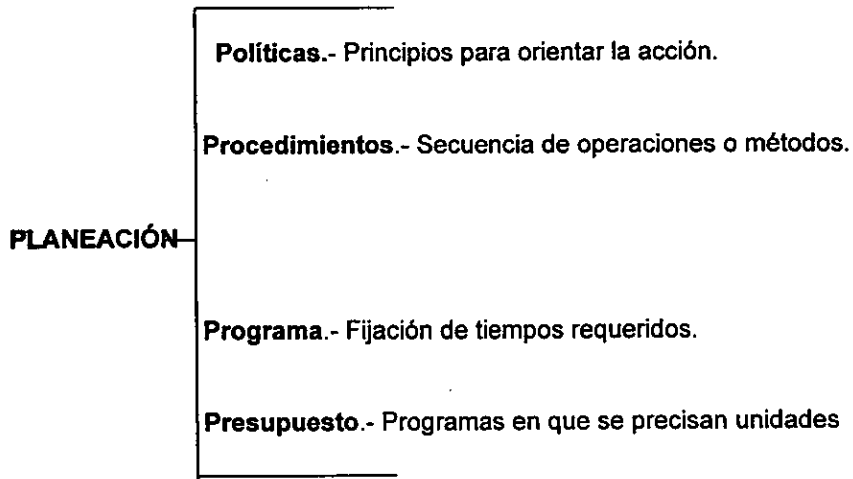 Políticas.- Principios para orientar la acción.
Procedimientos.- Secuencia de operaciones o métodos.
PLANEACIÓN
Programa.- Fijación de tiempos requeridos.
Presupuesto.- Programas en que se precisan unidades